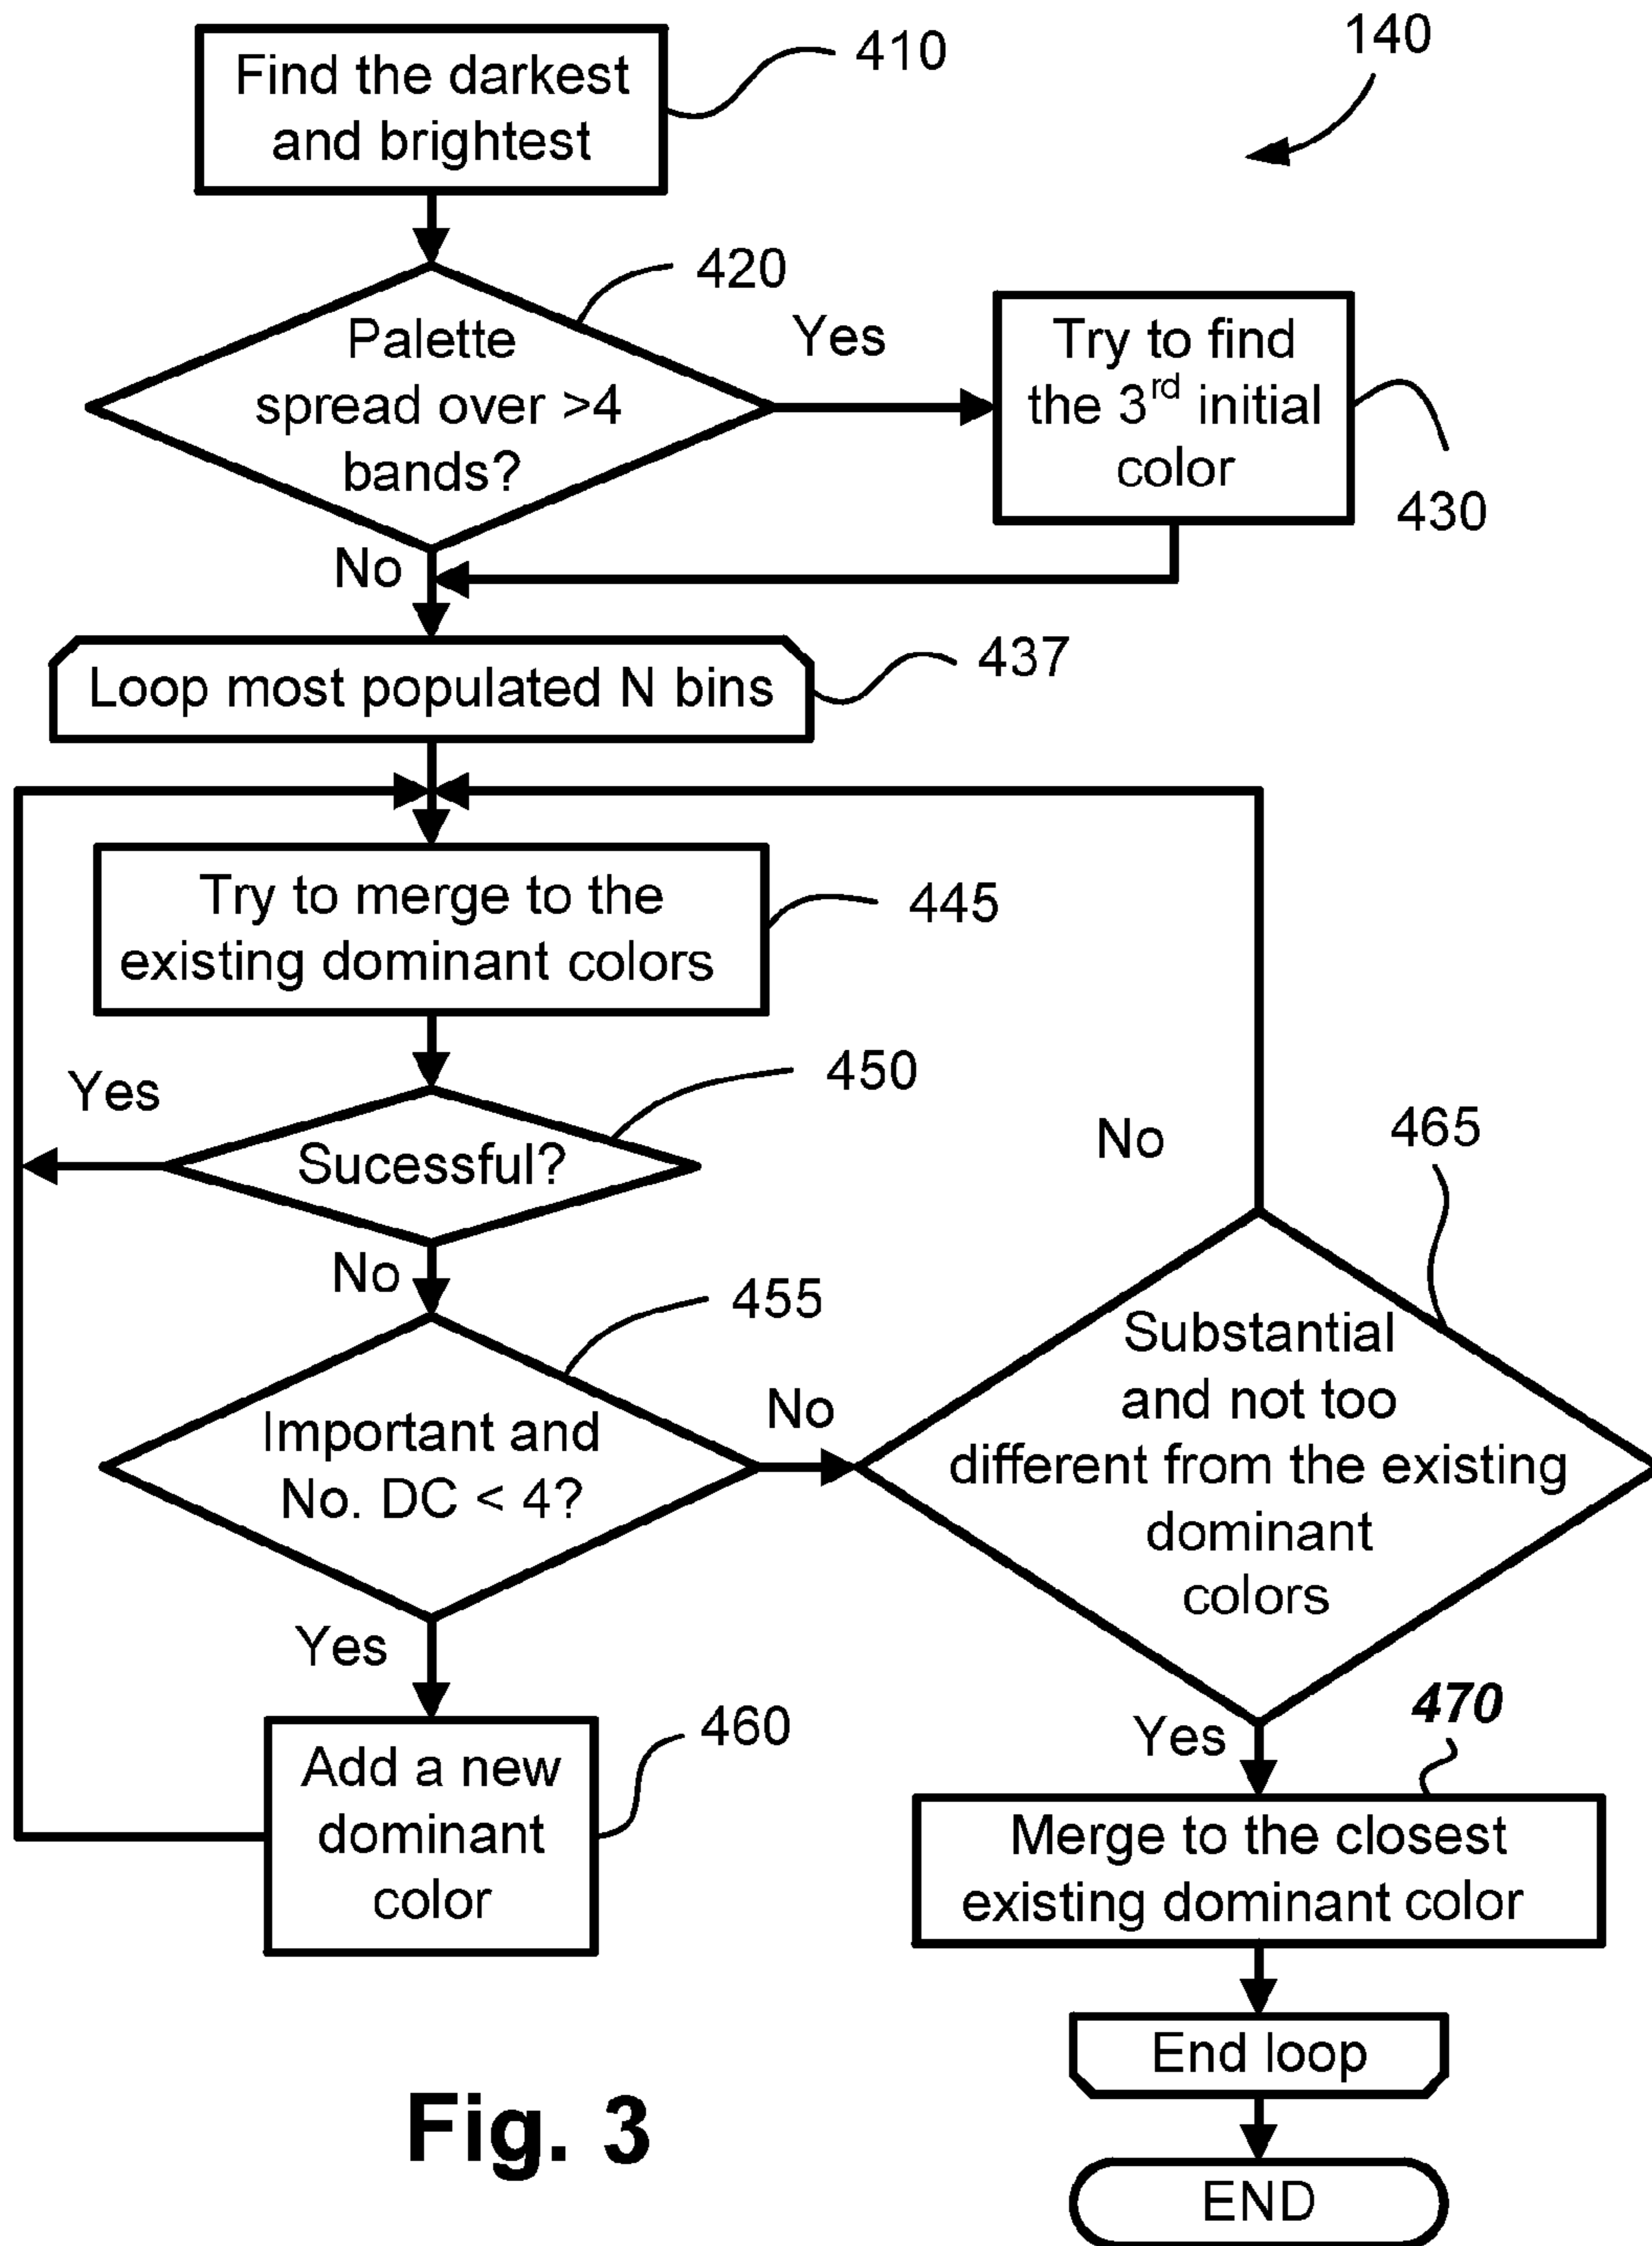 Find the darkest
and brightest
410
140
Palette
spread over >4
bands?
420
Yes
Try to find
the 3rd initial
color
430
No
Loop most populated N bins
437
Try to merge to the
existing dominant colors
445
Yes
Sucessful?
450
No
No
465
Important and
No. DC < 4?
455
No
Substantial
and not too
different from the existing
dominant
colors
Yes
Add a new
dominant
color
460
Yes
470
Merge to the closest
existing dominant color
End loop
END
Fig. 3